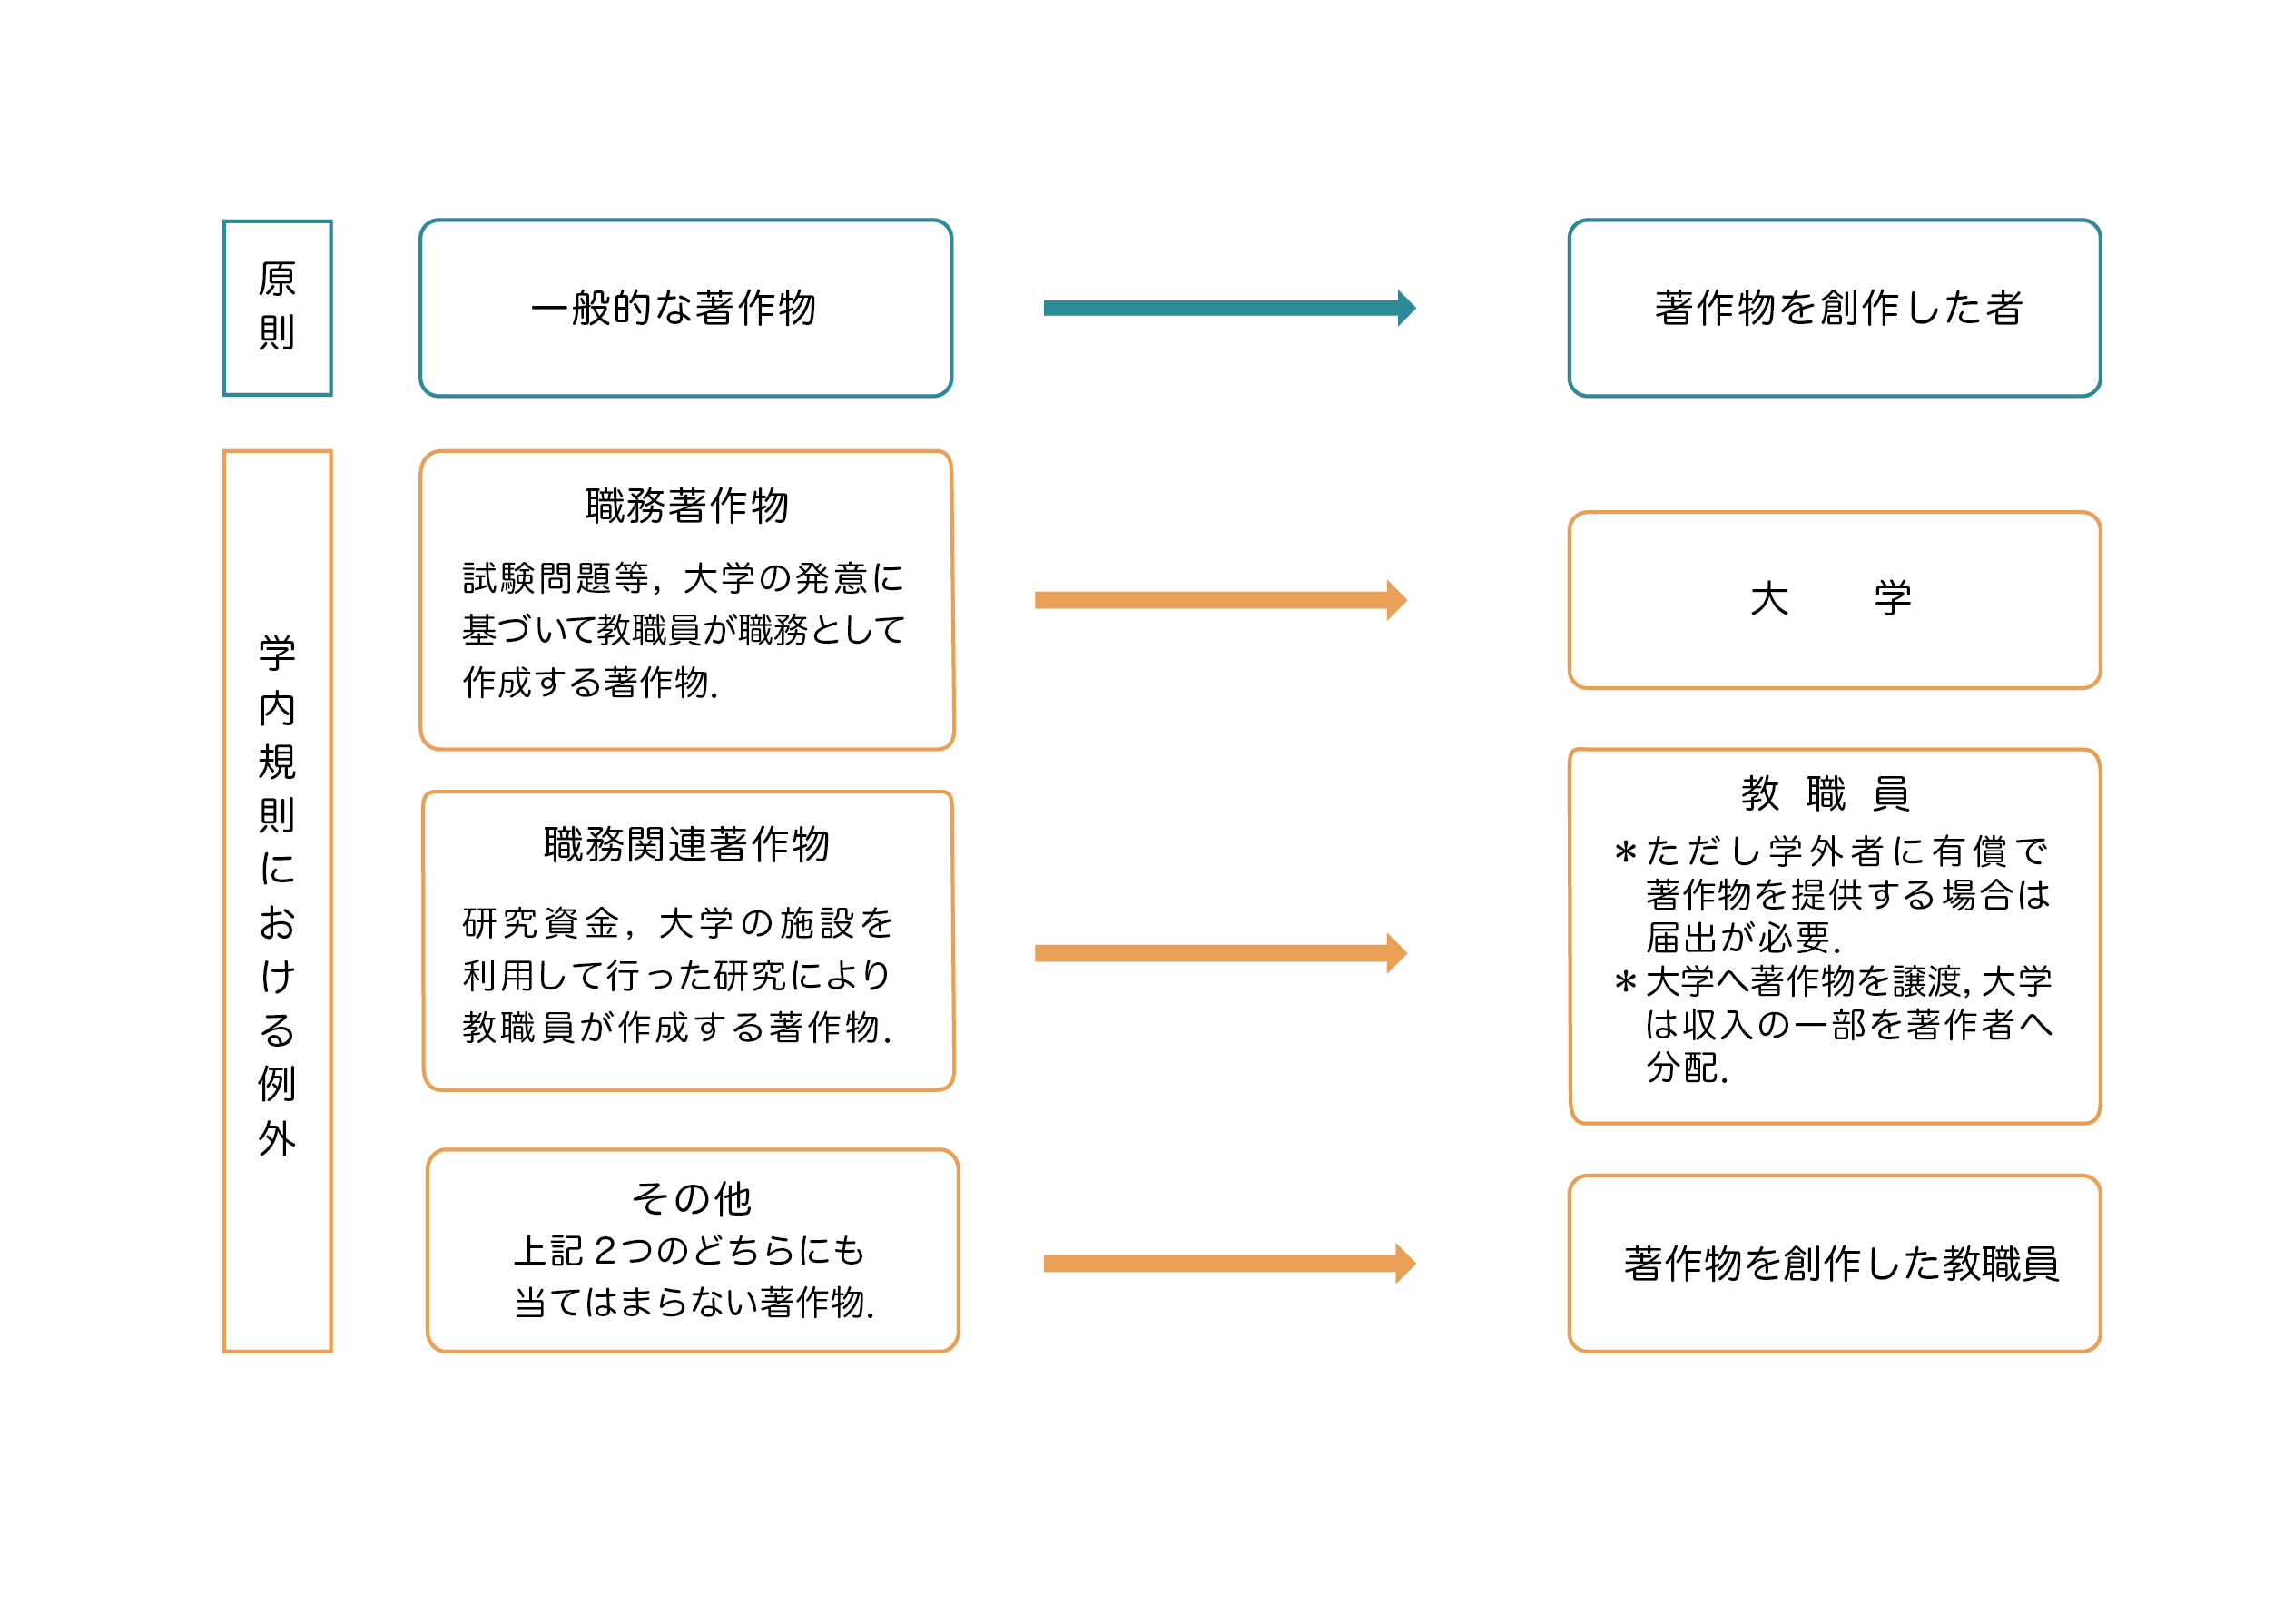 原則
一般的な著作物
著作物を創作した者
学内規則における例外
職務著作物
試験問題等，大学の発意に
基づいて教職員が職務として
作成する著作物．
大　　学
職務関連著作物
研究資金，大学の施設を
利用して行った研究により
教職員が作成する著作物．
教 職 員
＊ただし学外者に有償で
著作物を提供する場合は
届出が必要．
＊大学へ著作物を譲渡，大学
は収入の一部を著作者へ
分配．
その他
上記 2つのどちらにも
当てはまらない著作物．
著作物を創作した教職員